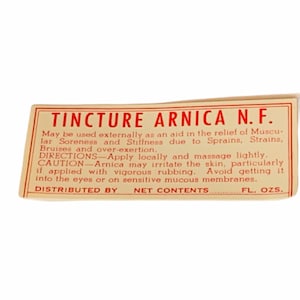 TINCTURE ARNICA N.F.
May be used externally as an aid in the relief of Muscu-
lar Soreness and Stiffness due to Sprains, Strains,
Bruises and over-exertion.
DIRECTIONS—Apply locally and massage lightly.
CAUTION—Arnica may irritate the skin, particularly
if applied with vigorous rubbing. Avoid getting it
into the eyes or on sensitive mucous membranes.
DISTRIBUTED BY NET CONTENTS FL. OZS.